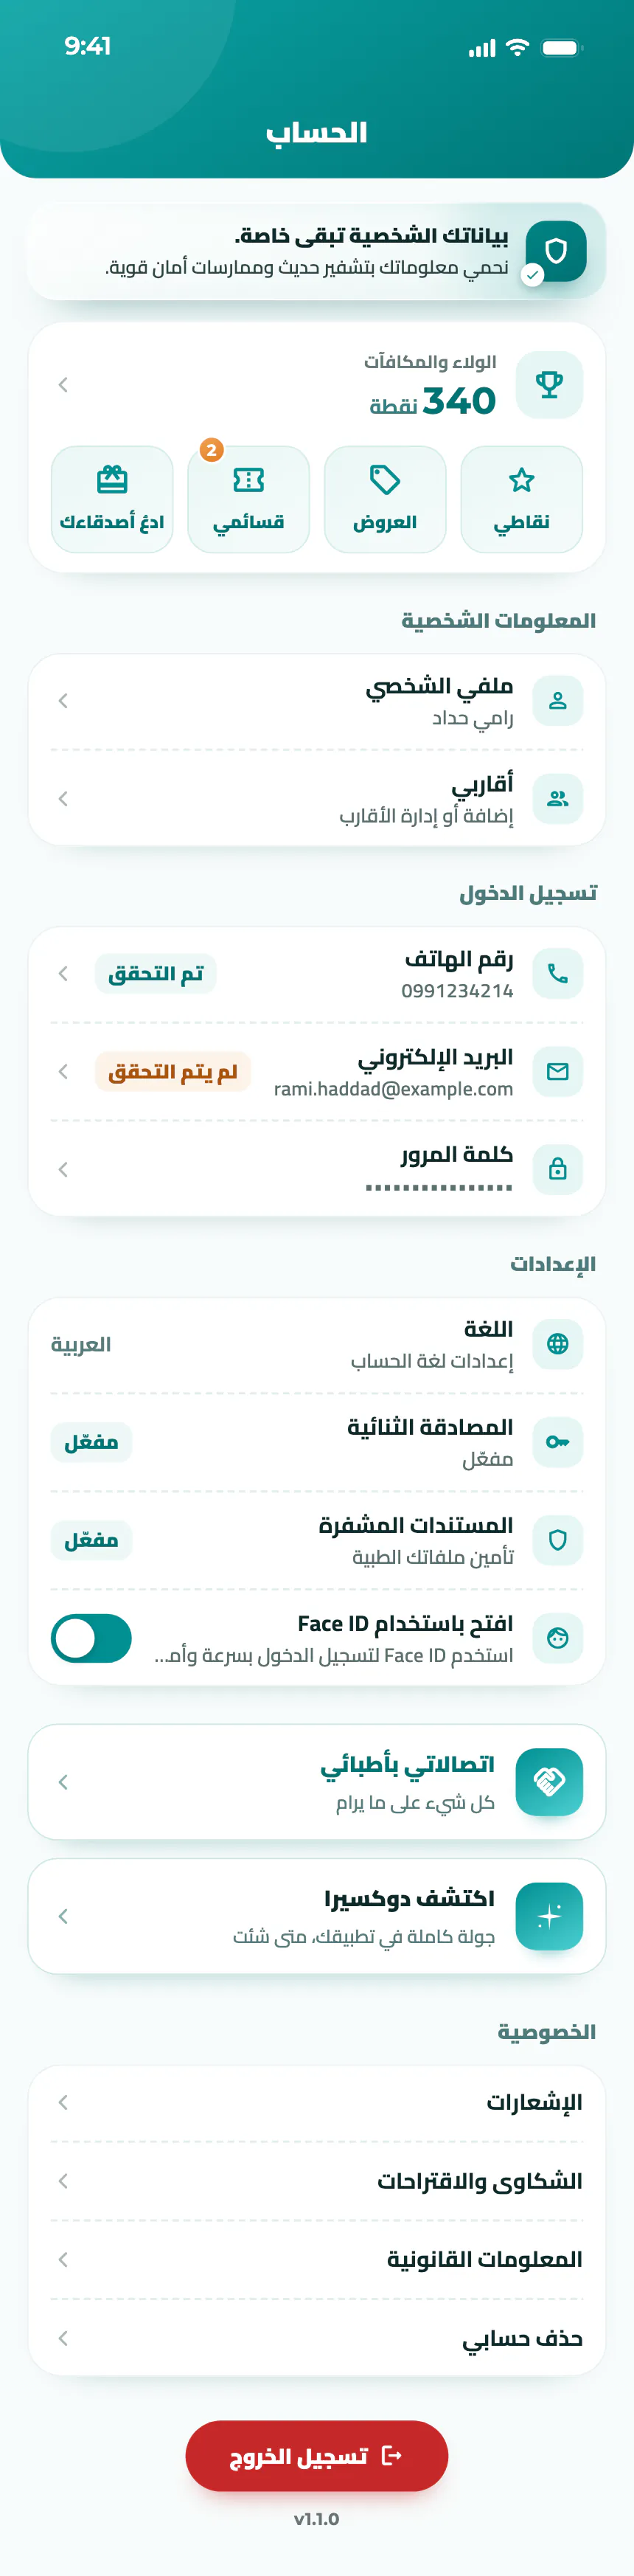 9:41
الحساب
بياناتك الشخصية تبقى خاصة.
نحمي معلوماتك بتشفير حديث وممارسات أمان قوية.
الولاء والمكافآت
340 نقطة
نقاطي
العروض
2
قسائمي
ادعُ أصدقاءك
المعلومات الشخصية
ملفي الشخصي
رامي حداد
أقاربي
إضافة أو إدارة الأقارب
تسجيل الدخول
رقم الهاتف
0991234214
تم التحقق
البريد الإلكتروني
rami.haddad@example.com
لم يتم التحقق
كلمة المرور
الإعدادات
اللغة
إعدادات لغة الحساب
العربية
المصادقة الثنائية
مفعّل
مفعّل
المستندات المشفرة
تأمين ملفاتك الطبية
مفعّل
افتح باستخدام Face ID
استخدم Face ID لتسجيل الدخول بسرعة وأمـ...
اتصالاتي بأطبائي
كل شيء على ما يرام
اكتشف دوكسيرا
جولة كاملة في تطبيقك، متى شئت
الخصوصية
الإشعارات
الشكاوى والاقتراحات
المعلومات القانونية
حذف حسابي
تسجيل الخروج
v1.1.0